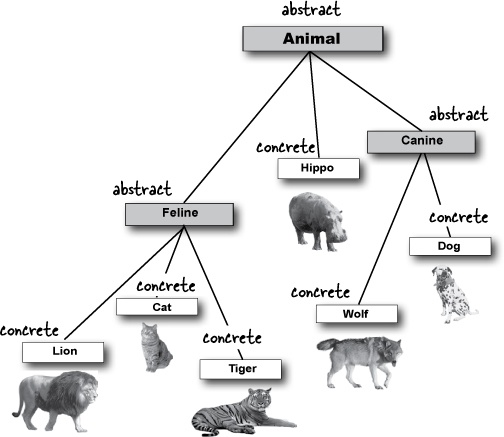 abstract
Animal
abstract
Canine
concrete
Hippo
abstract
Feline
concrete
Dog
concrete
Cat
concrete
Wolf
concrete
Lion
concrete
Tiger